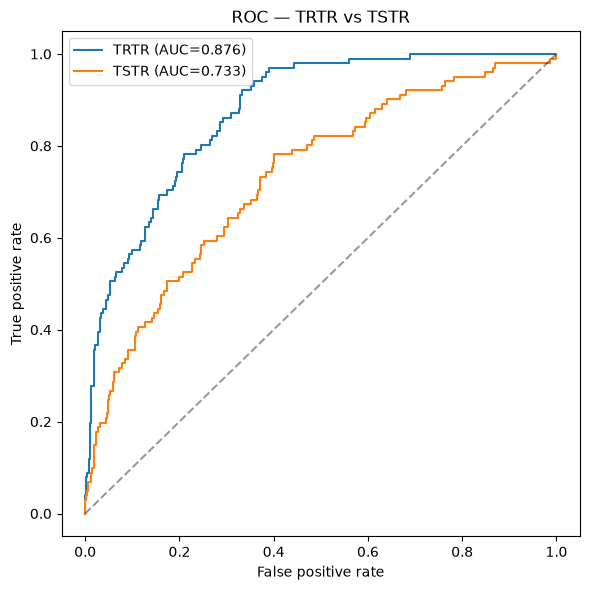 ROC — TRTR vs TSTR
TRTR (AUC=0.876)
TSTR (AUC=0.733)
True positive rate
1.0
0.8
0.6
0.4
0.2
0.0
0.0 0.2 0.4 0.6 0.8 1.0
False positive rate